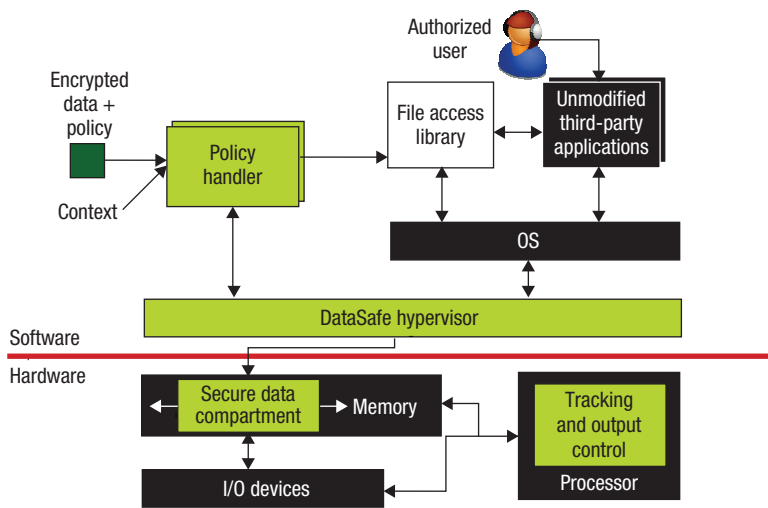 Authorized
user
Encrypted
data +
policy
Policy
handler
Context
File access
library
Unmodified
third-party
applications
OS
DataSafe hypervisor
Software
Hardware
Secure data
compartment
Memory
Tracking
and output
control
Processor
I/O devices